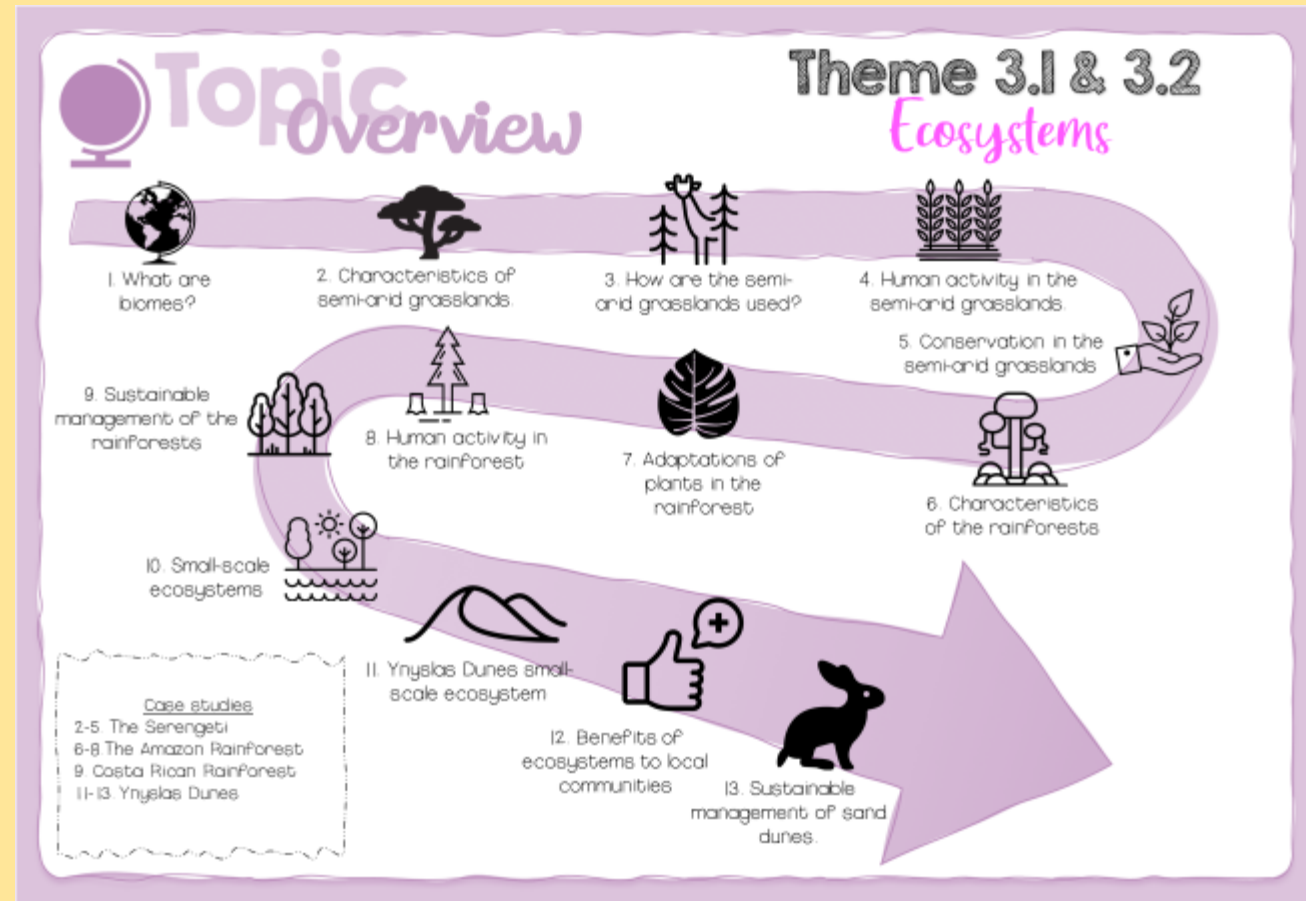 Topic
Overview
Theme 3.1 & 3.2
Ecosystems
1. What are
biomes?
2. Characteristics of
semi-arid grasslands.
3. How are the semi-
arid grasslands used?
4. Human activity in the
semi-arid grasslands.
5. Conservation in the
semi-arid grasslands
6. Characteristics
of the rainforests
7. Adaptations of
plants in the
rainforest
8. Human activity in
the rainforest
9. Sustainable
management of the
rainforests
10. Small-scale
ecosystems
11. Ynyslas Dunes small-
scale ecosystem
12. Benefits of
ecosystems to local
communities
13. Sustainable
management of sand
dunes.
Case studies
2-5. The Serengeti
6-8 The Amazon Rainforest
9. Costa Rican Rainforest
11-13. Ynyslas Dunes